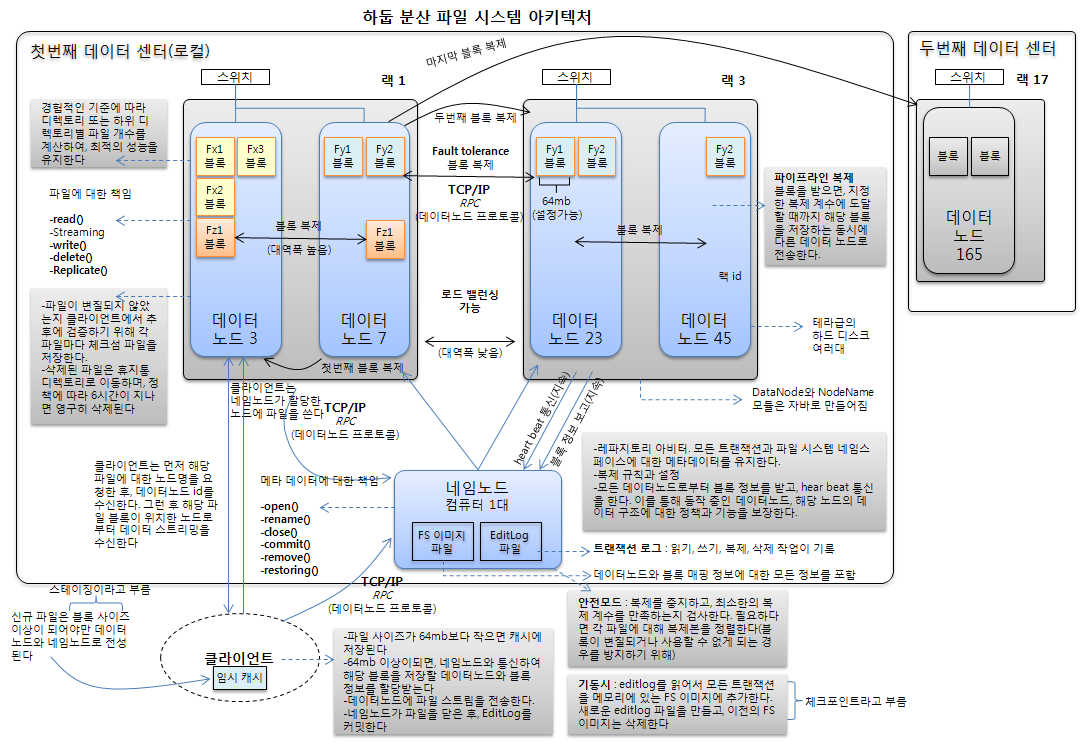 하둡 분산 파일 시스템 아키텍처
첫번째 데이터 센터(로컬)
스위치
랙 1
마지막 블록 복제
스위치
랙 3
두번째 데이터 센터
스위치
랙 17
경험적인 기준에 따라
디렉토리 또는 하위 디
렉토리별 파일 개수를
계산하여, 최적의 성능을
유지한다
파일에 대한 책임
-read()
-Streaming
-write()
-delete()
-Replicate()
-파일이 변질되지 않았
는지 클라이언트에서 추
후에 검증하기 위해 각
파일마다 체크섬 파일을
저장한다.
-삭제된 파일은 휴지통
디렉토리로 이동하며, 정
책에 따라 6시간이 지나
면 영구히 삭제된다
Fx1
블록
Fx3
블록
Fx2
블록
Fz1
블록
데이터
노드 3
Fy1
블록
Fy2
블록
Fz1
블록
데이터
노드 7
블록 복제
(대역폭 높음)
첫번째 블록 복제
두번째 블록 복제
Fault tolerance
블록 복제
TCP/IP
RPC
(데이터노드 프로토콜)
로드 밸런싱
가능
(대역폭 낮음)
Fy1
블록
Fy2
블록
64mb
(설정가능)
데이터
노드 23
블록 복제
Fy2
블록
랙 id
데이터
노드 45
파이프라인 복제
블록을 받으면, 지정
한 복제 계수에 도달
할 때까지 해당 블록
을 저장하는 동시에
다른 데이터 노드로
전송한다.
블록
블록
데이터
노드
165
테라급의
하드 디스크
여러대
DataNode와 NodeName
모듈은 자바로 만들어짐
클라이언트는
네임노드가 할당한
노드에 파일을 쓴다
TCP/IP
RPC
(데이터노드 프로토콜)
heart beat 통신(지속)
블록 정보 보고(지속)
클라이언트는 먼저 해당
파일에 대한 노드명을 요
청한 후, 데이터노드 id를
수신한다. 그런 후 해당 파
일 블록이 위치한 노드로
부터 데이터 스트리밍을
수신한다
메타 데이터에 대한 책임
-open()
-rename()
-close()
-commit()
-remove()
-restoring()
네임노드
컴퓨터 1대
FS 이미지
파일
EditLog
파일
-레파지토리 아비터. 모든 트랜잭션과 파일 시스템 네임스
페이스에 대한 메타데이터를 유지한다.
-복제 규칙과 설정
-모든 데이터노드로부터 블록 정보를 받고, hear beat 통신
을 한다. 이를 통해 동작 중인 데이터노드, 해당 노드의 데
이터 구조에 대한 정책과 기능을 보장한다.
트랜잭션 로그 : 읽기, 쓰기, 복제, 삭제 작업이 기록
데이터노드와 블록 매핑 정보에 대한 모든 정보를 포함
TCP/IP
RPC
(데이터노드 프로토콜)
스테이징이라고 부름
신규 파일은 블록 사이즈
이상이 되어야만 데이터
노드와 네임노드로 전성
된다
클라이언트
임시 캐시
-파일 사이즈가 64mb보다 작으면 캐시에
저장된다
-64mb 이상이되면, 네임노드와 통신하여
해당 블록을 저장할 데이터노드와 블록
정보를 할당받는다
-데이터노드에 파일 스트림을 전송한다.
-네임노드가 파일을 닫은 후, EditLog를
커밋한다
안전모드 : 복제를 중지하고, 최소한의 복
제 계수를 만족하는지 검사한다. 필요하다
면 각 파일에 대해 복제본을 정렬한다(블
록이 변질되거나 사용할 수 없게 되는 경
우를 방지하기 위해)
기동시 : editlog를 읽어서 모든 트랜잭션
을 메모리에 있는 FS 이미지에 추가한다.
새로운 editlog 파일을 만들고, 이전의 FS
이미지는 삭제한다
체크포인트라고 부름